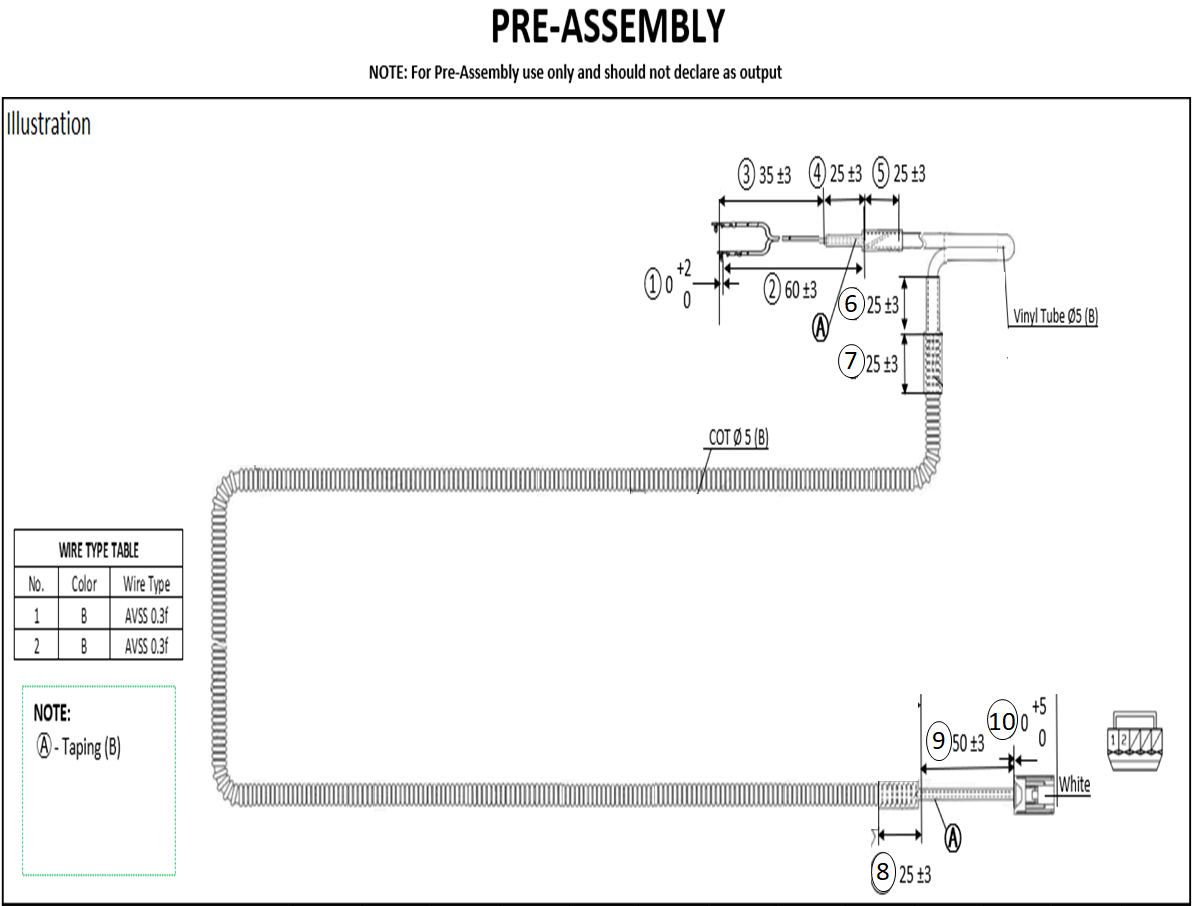 PRE-ASSEMBLY
NOTE: For Pre-Assembly use only and should not declare as output
Illustration
③ 35 ±3
④ 25 ±3
⑤ 25 ±3
① 0 +2 0
② 60 ±3
⑥ 25 ±3
Ⓐ
Vinyl Tube Ø5 (B)
⑦ 25 ±3
COT Ø 5 (B)
WIRE TYPE TABLE
No. Color Wire Type
1 B AVSS 0.3f
2 B AVSS 0.3f
NOTE:
Ⓐ - Taping (B)
⑨ 50 ±3
⑩ 0 +5 0
1 2
White
Ⓐ
⑧ 25 ±3